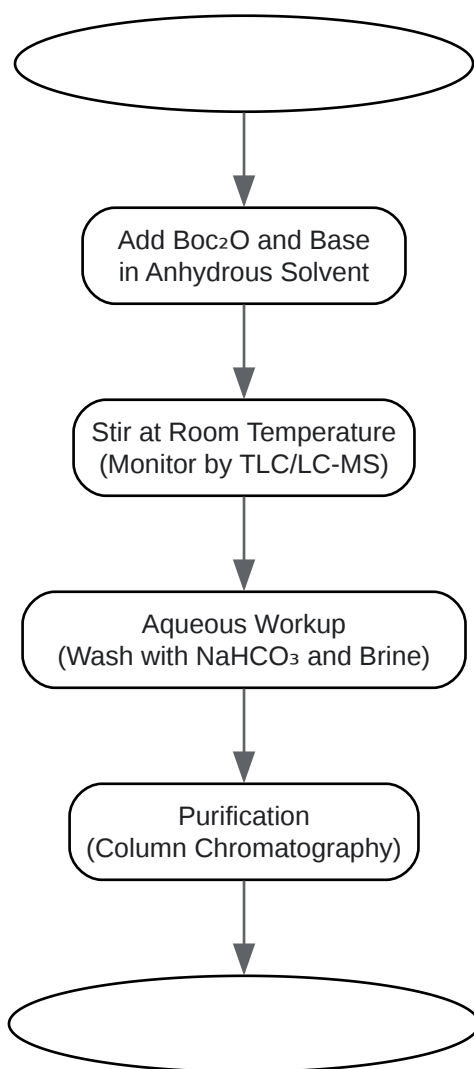 Add Boc₂O and Base
in Anhydrous Solvent
Stir at Room Temperature
(Monitor by TLC/LC-MS)
Aqueous Workup
(Wash with NaHCO₃ and Brine)
Purification
(Column Chromatography)